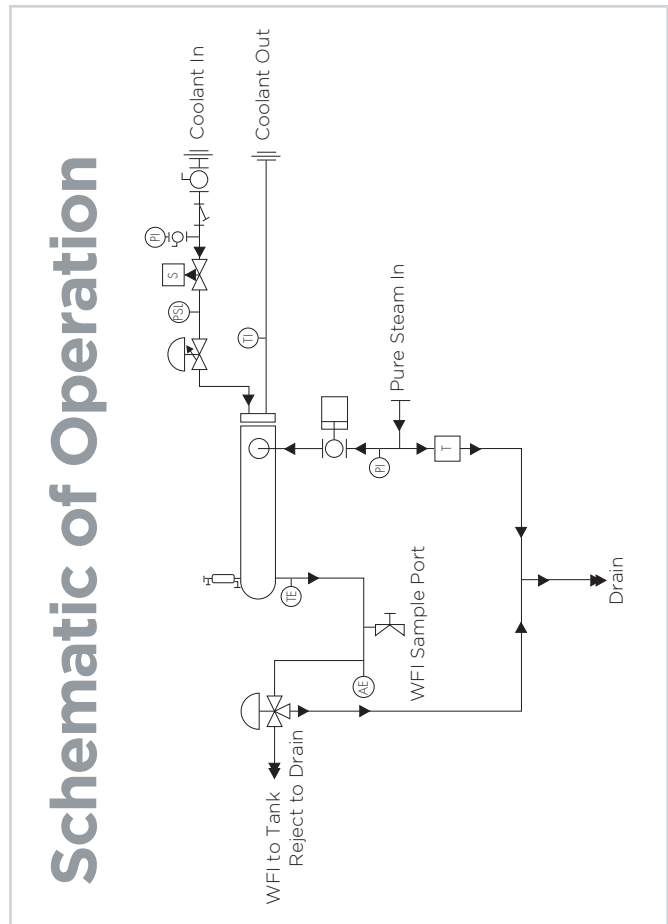 Schematic of Operation
Coolant In
Coolant Out
PI
S
PSL
TI
Pure Steam In
PI
T
TE
AE
WFI Sample Port
WFI to Tank
Reject to Drain
Drain